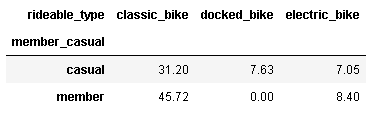 rideable_type classic_bike docked_bike electric_bike
member_casual
casual 31.20 7.63 7.05
member 45.72 0.00 8.40